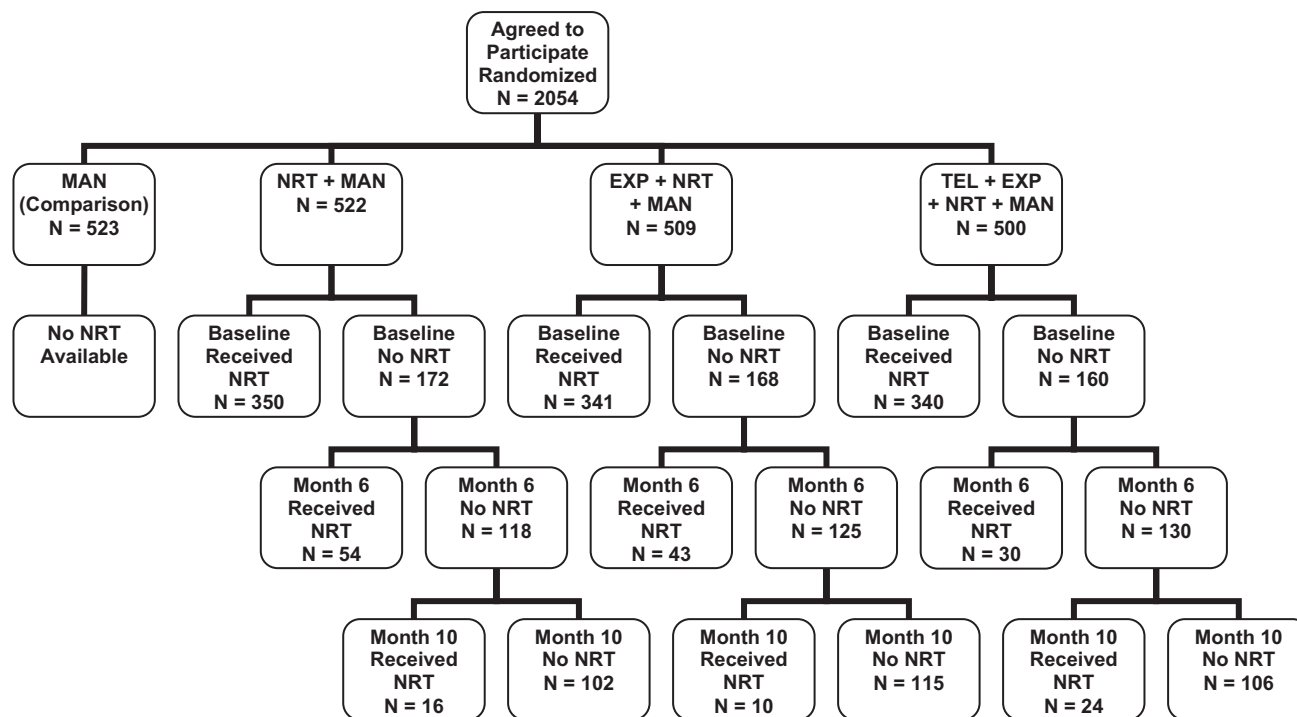 Agreed to
Participate
Randomized
N = 2054
MAN
(Comparison)
N = 523
NRT + MAN
N = 522
EXP + NRT
+ MAN
N = 509
TEL + EXP
+ NRT + MAN
N = 500
No NRT
Available
Baseline
Received
NRT
N = 350
Baseline
No NRT
N = 172
Baseline
Received
NRT
N = 341
Baseline
No NRT
N = 168
Baseline
Received
NRT
N = 340
Baseline
No NRT
N = 160
Month 6
Received
NRT
N = 54
Month 6
No NRT
N = 118
Month 6
Received
NRT
N = 43
Month 6
No NRT
N = 125
Month 6
Received
NRT
N = 30
Month 6
No NRT
N = 130
Month 10
Received
NRT
N = 16
Month 10
No NRT
N = 102
Month 10
Received
NRT
N = 10
Month 10
No NRT
N = 115
Month 10
Received
NRT
N = 24
Month 10
No NRT
N = 106